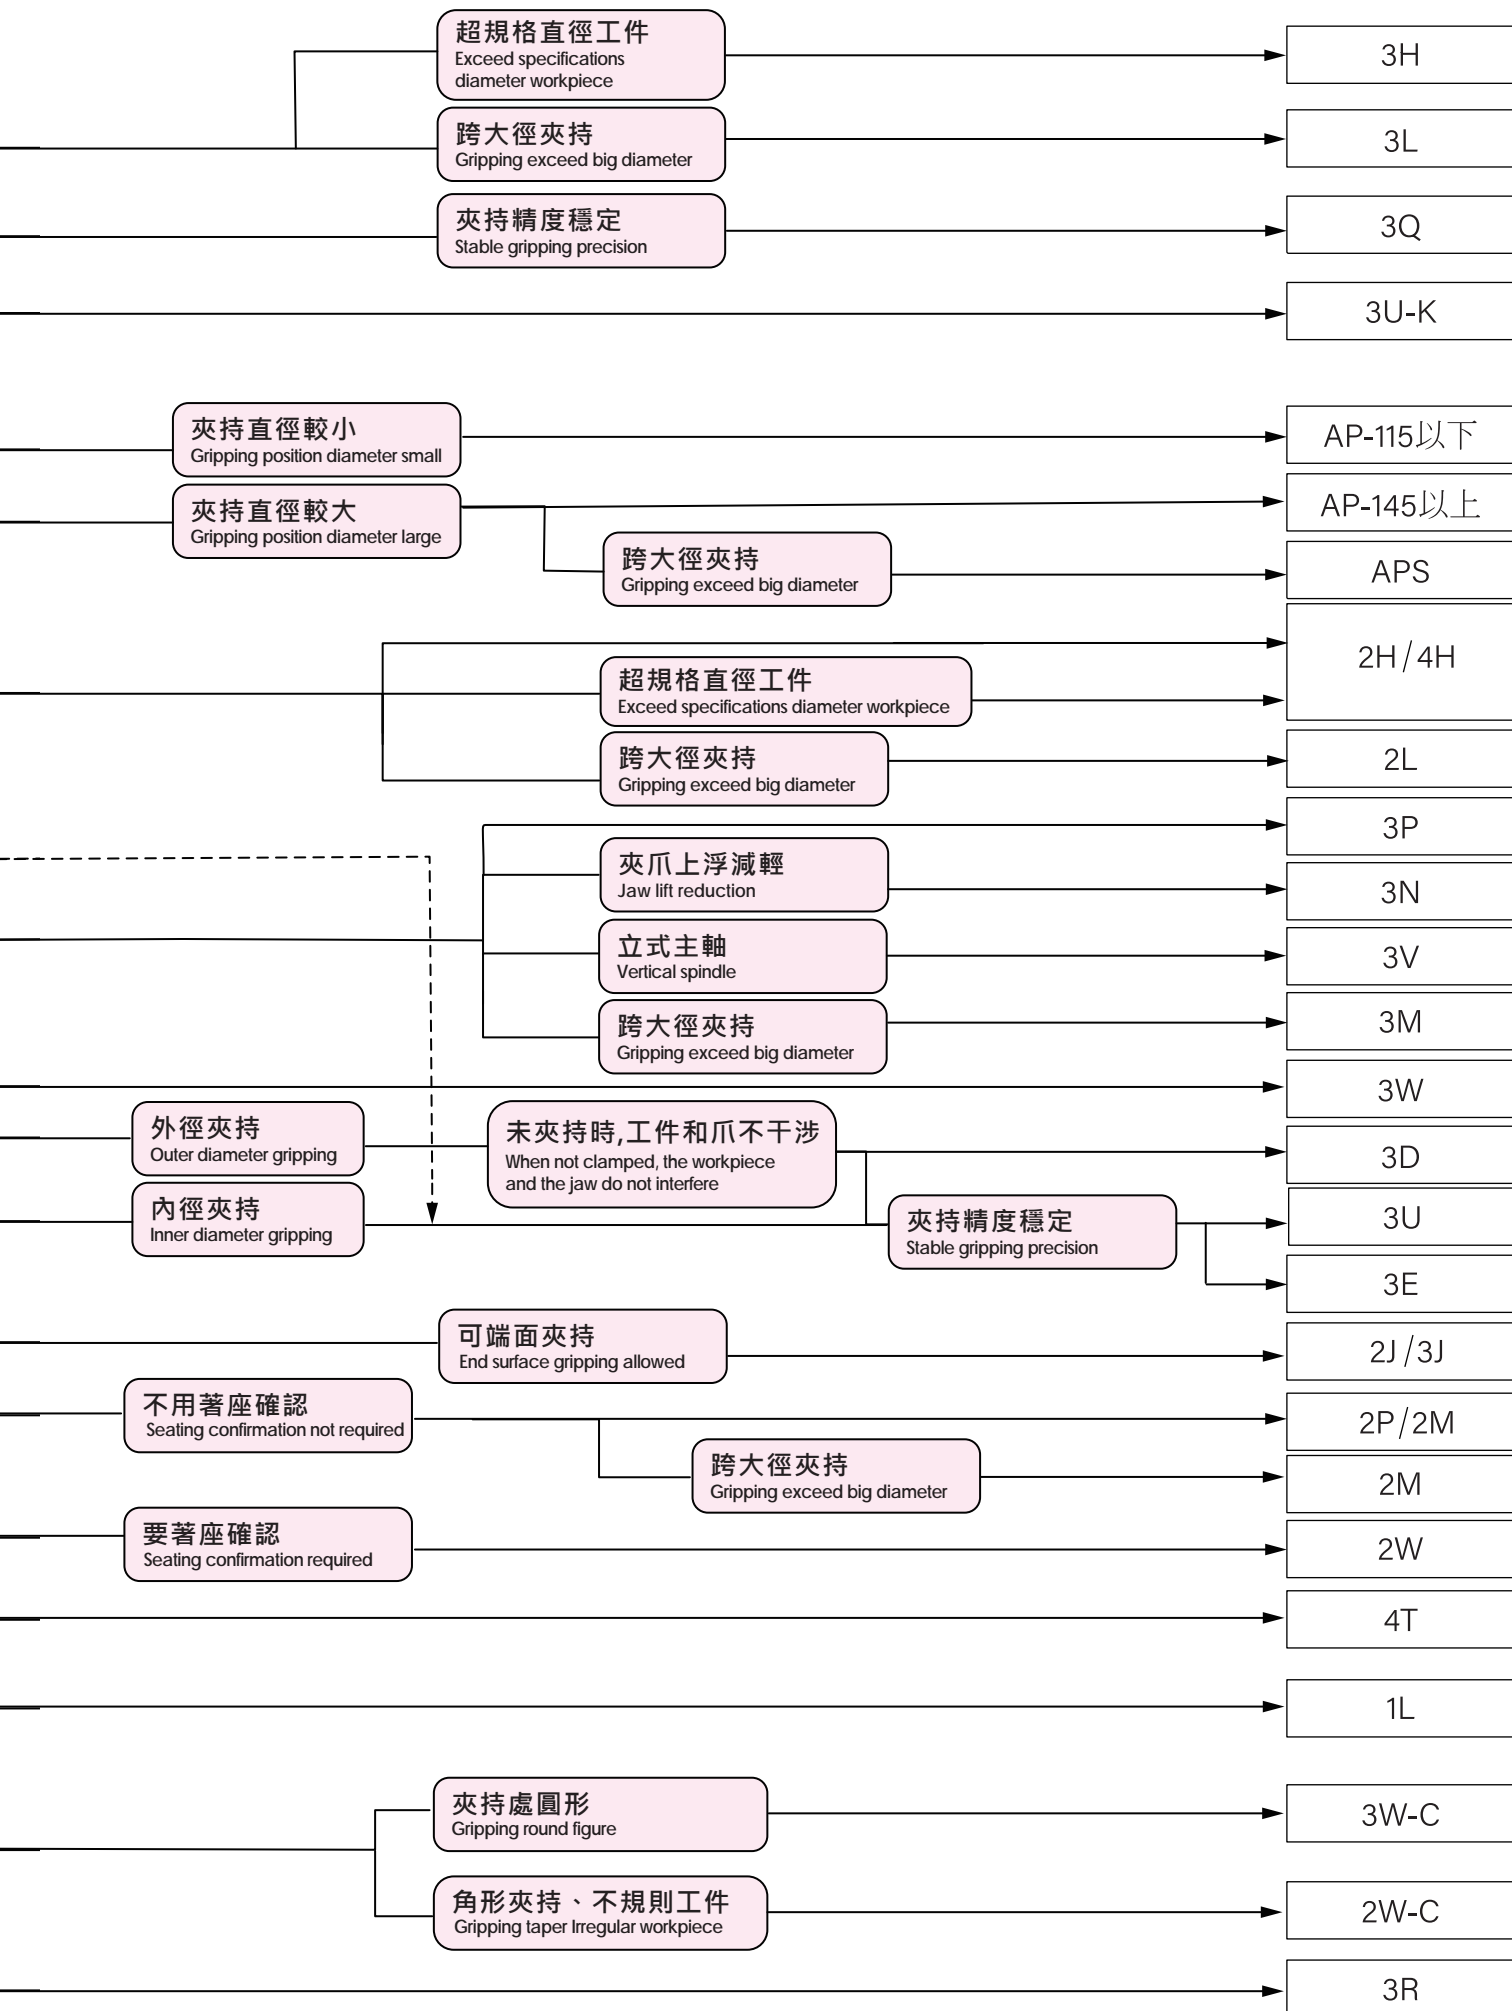 超規格直徑工件
Exceed specifications
diameter workpiece
3H
跨大徑夾持
Gripping exceed big diameter
3L
夾持精度穩定
Stable gripping precision
3Q
3U-K
夾持直徑較小
Gripping position diameter small
AP-115以下
夾持直徑較大
Gripping position diameter large
AP-145以上
跨大徑夾持
Gripping exceed big diameter
APS
2H/4H
超規格直徑工件
Exceed specifications diameter workpiece
跨大徑夾持
Gripping exceed big diameter
2L
3P
夾爪上浮減輕
Jaw lift reduction
3N
立式主軸
Vertical spindle
3V
跨大徑夾持
Gripping exceed big diameter
3M
3W
外徑夾持
Outer diameter gripping
未夾持時,工件和爪不干涉
When not clamped, the workpiece
and the jaw do not interfere
3D
內徑夾持
Inner diameter gripping
夾持精度穩定
Stable gripping precision
3U
3E
可端面夾持
End surface gripping allowed
2J/3J
不用著座確認
Seating confirmation not required
2P/2M
跨大徑夾持
Gripping exceed big diameter
2M
要著座確認
Seating confirmation required
2W
4T
1L
夾持處圓形
Gripping round figure
3W-C
角形夾持、不規則工件
Gripping taper Irregular workpiece
2W-C
3R